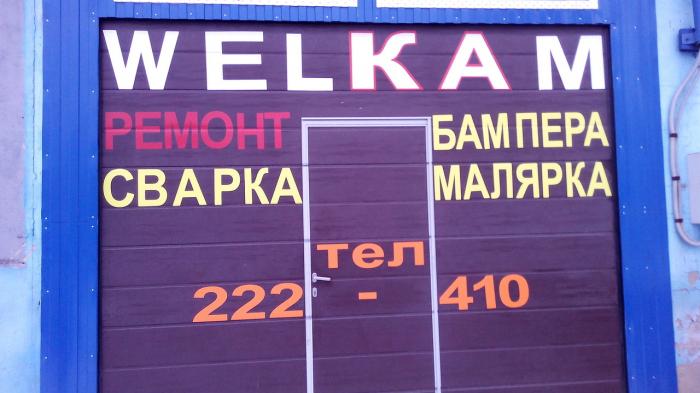 WELKAM
РЕМОНТ БАМПЕРА
СВАРКА МАЛЯРКА
тел
222 - 410